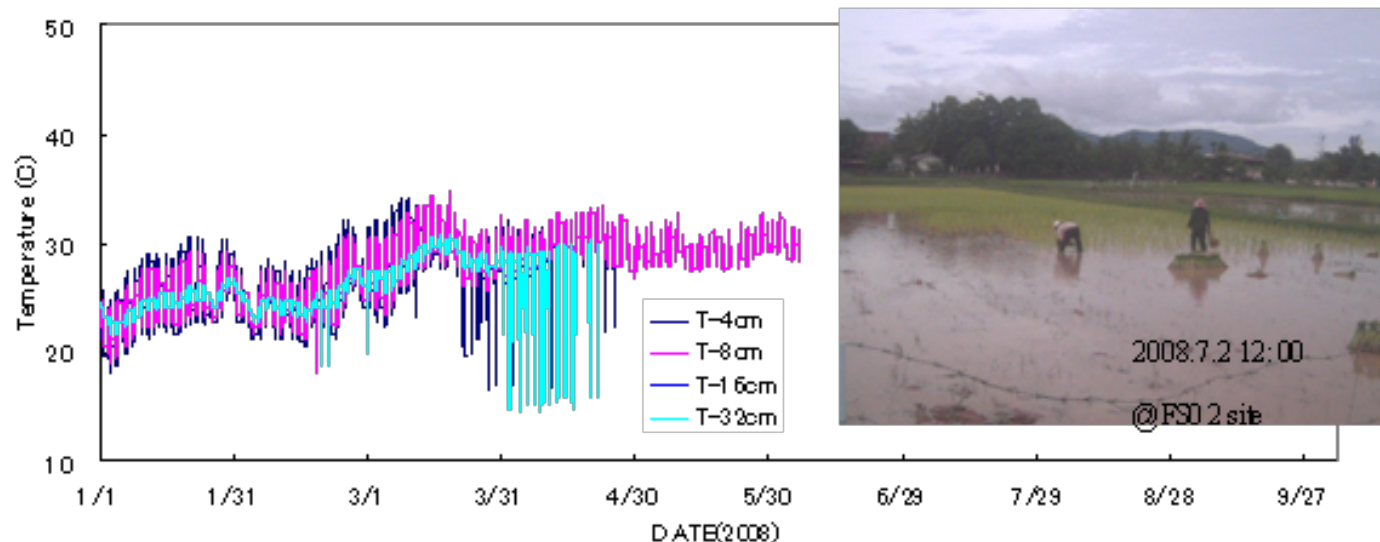 50
40
30
20
10
Temperature (C)
1/1
1/31
3/1
3/31
4/30
5/30
6/29
7/29
8/28
9/27
DATE(2008)
T-4cm
T-8cm
T-16cm
T-32cm
2008.7.2 12:00
@FS02 site